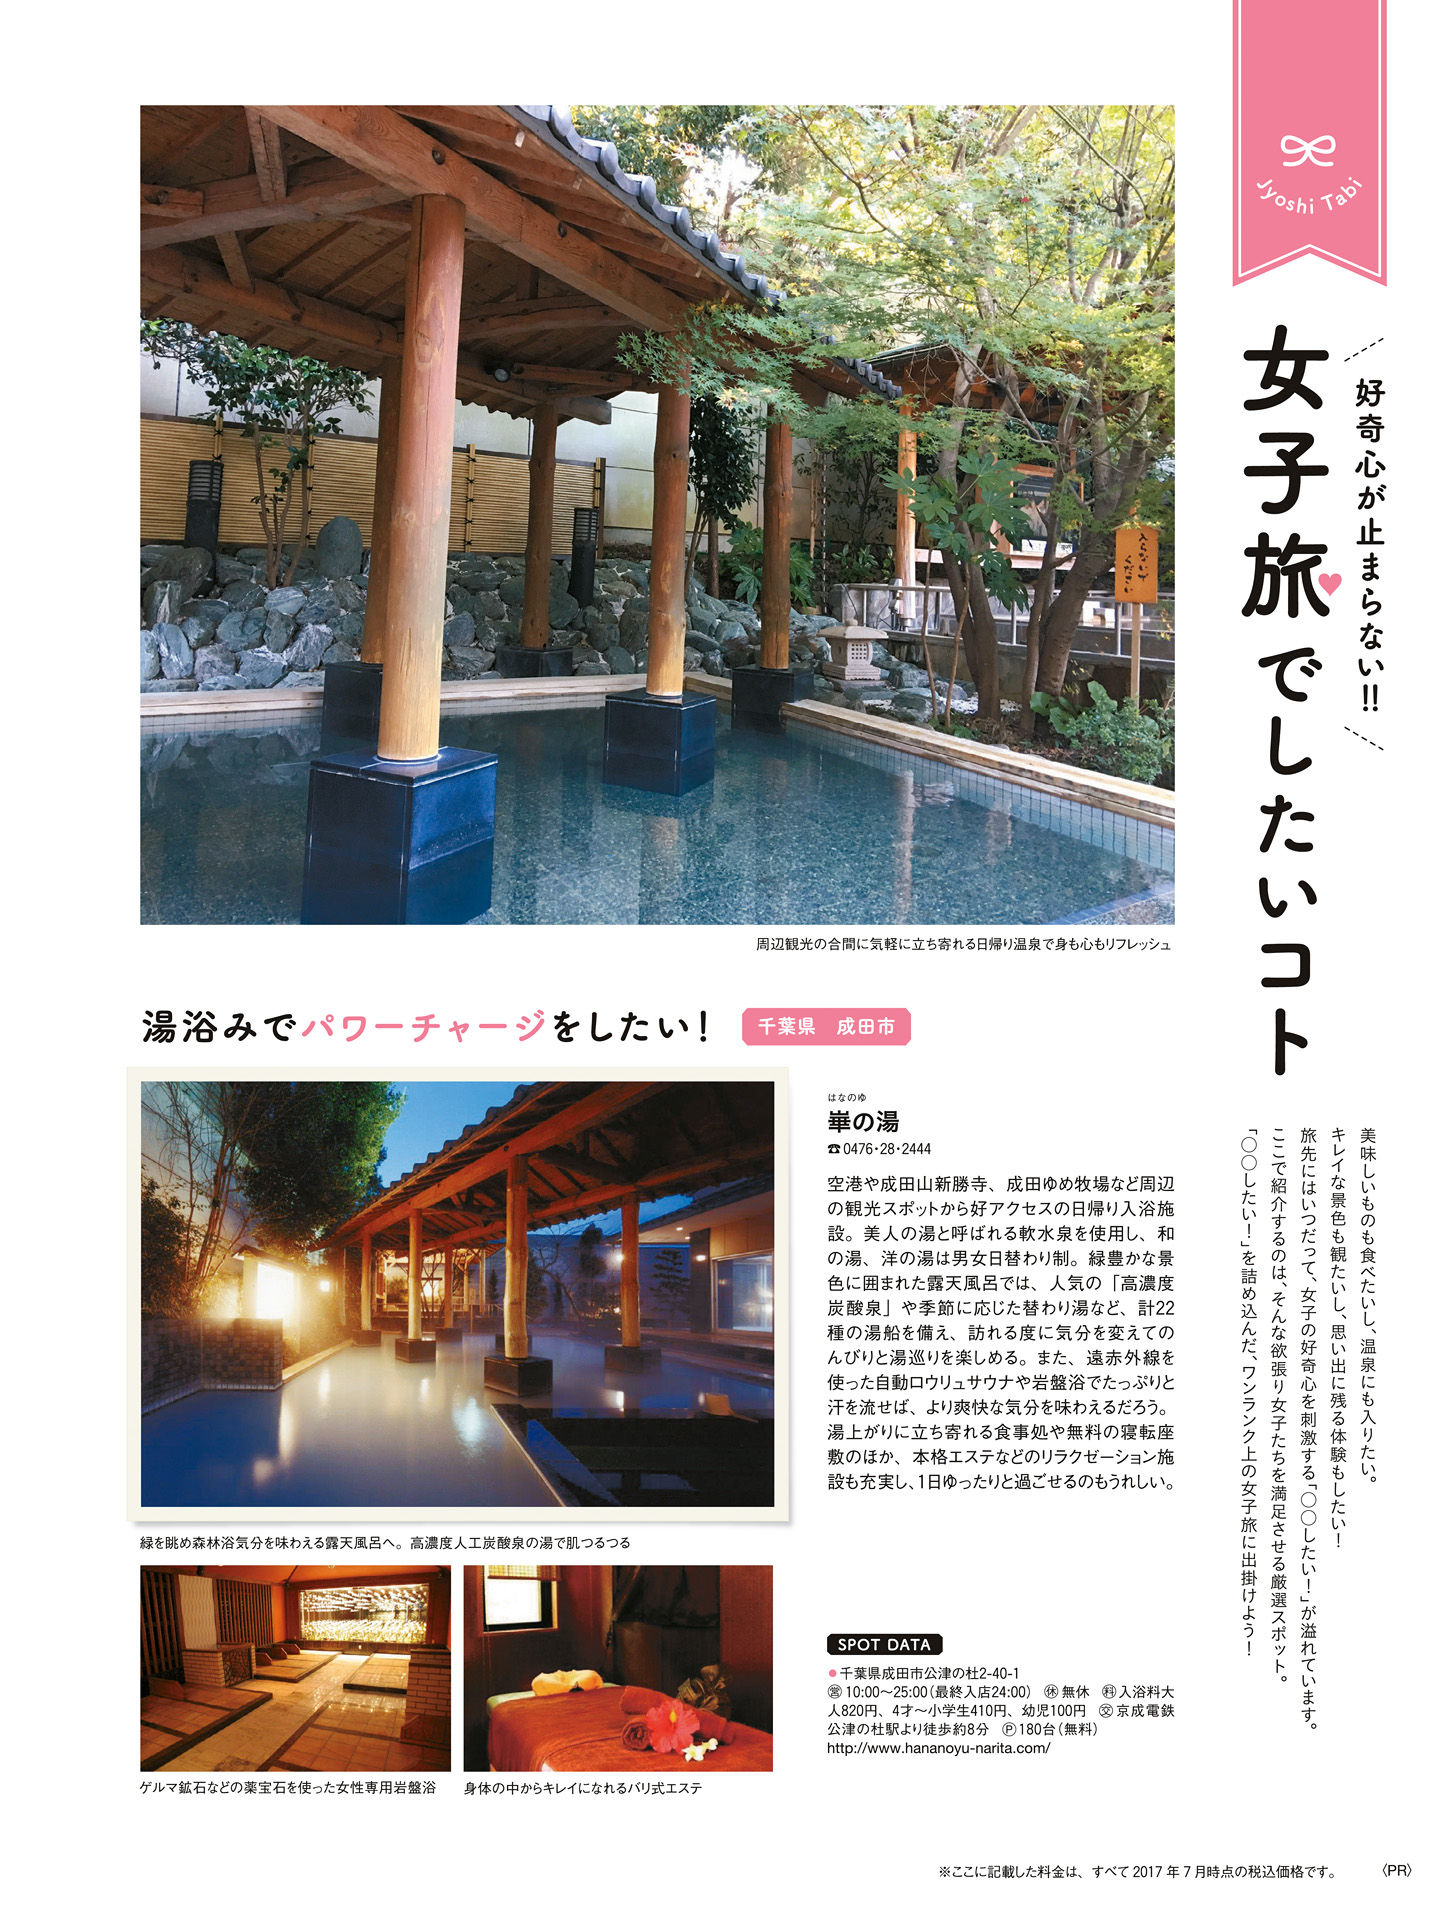 Jyoshi Tabi
好奇心が止まらない!!
女子旅でしたいコト
美味しいものも食べたいし、温泉にも入りたい。
キレイな景色も観たいし、思い出に残る体験もしたい！
旅先にはいつだって、女子の好奇心を刺激する「○○したい！」が溢れています。
ここで紹介するのは、そんな欲張り女子たちを満足させる厳選スポット。
「○○したい！」を詰め込んだ、ワンランク上の女子旅に出掛けよう！
入らないで
ください
周辺観光の合間に気軽に立ち寄れる日帰り温泉で身も心もリフレッシュ
湯浴みでパワーチャージをしたい！
千葉県　成田市
緑を眺め森林浴気分を味わえる露天風呂へ。高濃度人工炭酸泉の湯で肌つるつる
ゲルマ鉱石などの薬宝石を使った女性専用岩盤浴
身体の中からキレイになれるバリ式エステ
はなのゆ
崋の湯
☎0476・28・2444
空港や成田山新勝寺、成田ゆめ牧場など周辺
の観光スポットから好アクセスの日帰り入浴施
設。美人の湯と呼ばれる軟水泉を使用し、和
の湯、洋の湯は男女日替わり制。緑豊かな景
色に囲まれた露天風呂では、人気の「高濃度
炭酸泉」や季節に応じた替わり湯など、計22
種の湯船を備え、訪れる度に気分を変えての
んびりと湯巡りを楽しめる。また、遠赤外線を
使った自動ロウリュサウナや岩盤浴でたっぷりと
汗を流せば、より爽快な気分を味わえるだろう。
湯上がりに立ち寄れる食事処や無料の寝転座
敷のほか、本格エステなどのリラクゼーション施
設も充実し、1日ゆったりと過ごせるのもうれしい。
SPOT DATA
●千葉県成田市公津の杜2-40-1
㊡10:00〜25:00（最終入店24:00） ㊡無休 料入浴料大
人820円、4才〜小学生410円、幼児100円 交京成電鉄
公津の杜駅より徒歩約8分 Ⓟ180台（無料）
http://www.hananoyu-narita.com/
※ここに記載した料金は、すべて2017年7月時点の税込価格です。
〈PR〉